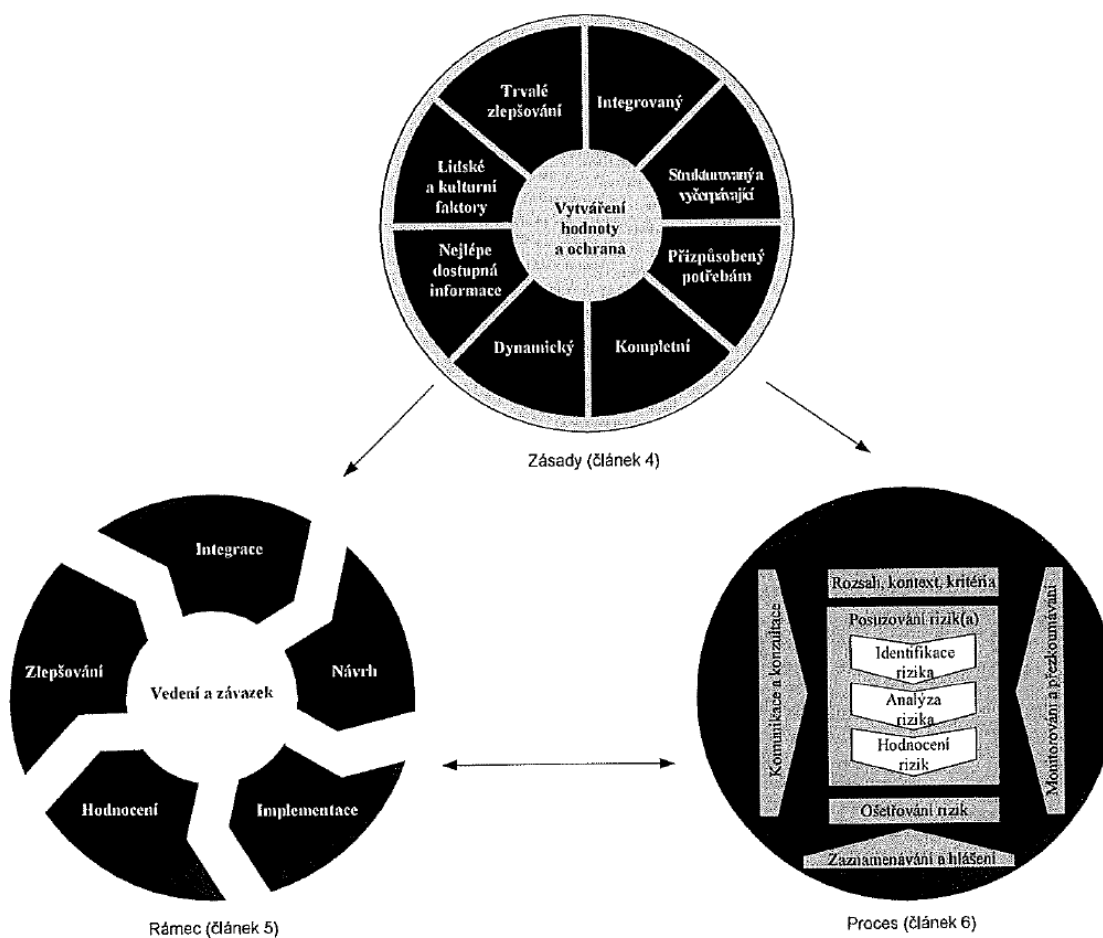 Trvalé
zlepšování
Integrovaný
Lidské
a kulturní
faktory
Strukturovaný a
vyčerpávající
Vytváření
hodnoty
a ochrana
Nejlépe
dostupná
informace
Přizpůsobený
potřebám
Dynamický
Kompletní
Zásady (článek 4)
Integrace
Zlepšování
Návrh
Vedení a závazek
Hodnocení
Implementace
Rámec (článek 5)
Rozsah, kontext, kritéria
Posuzování rizik(a)
Identifikace
rizika
Analýza
rizika
Hodnocení
rizik
Komunikace a konzultace
Monitorování a přezkoumávání
Ošetřování rizik
Zaznamenávání a hlášení
Proces (článek 6)